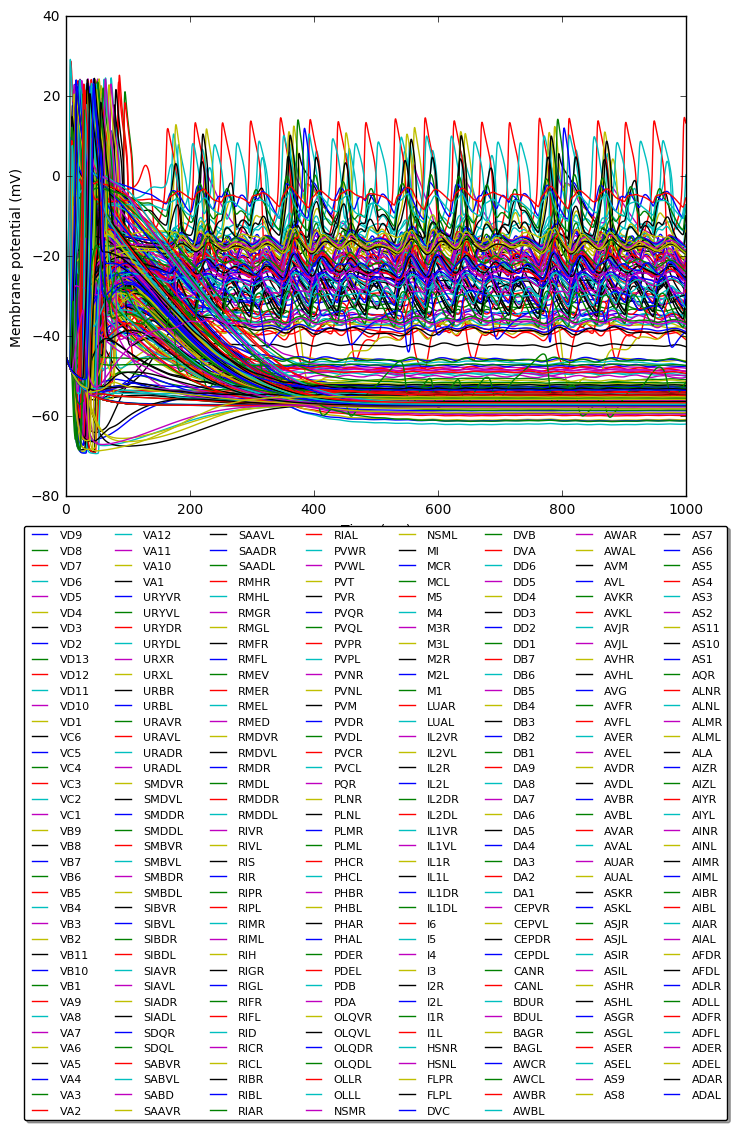 40
20
0
−20
−40
−60
−80
Membrane potential (mV)
0
200
400
600
800
1000
VD9
VD8
VD7
VD6
VD5
VD4
VD3
VD2
VD13
VD12
VD11
VD10
VD1
VC6
VC5
VC4
VC3
VC2
VC1
VB9
VB8
VB7
VB6
VB5
VB4
VB3
VB2
VB11
VB10
VB1
VA9
VA8
VA7
VA6
VA5
VA4
VA3
VA2
VA12
VA11
VA10
VA1
URYVR
URYVL
URYDR
URYDL
URXR
URXL
URBR
URBL
URAVR
URAVL
URADR
URADL
SMDVR
SMDVL
SMDDR
SMDDL
SMBVR
SMBVL
SMBDR
SMBDL
SIBVR
SIBVL
SIBDR
SIBDL
SIAVR
SIAVL
SIADR
SIADL
SDQR
SDQL
SABVR
SABVL
SABD
SAAVR
SAAVL
SAADR
SAADL
RMHR
RMHL
RMGR
RMGL
RMFR
RMFL
RMEV
RMER
RMEL
RMED
RMDVR
RMDVL
RMDR
RMDL
RMDDR
RMDDL
RIVR
RIVL
RIS
RIR
RIPR
RIPL
RIMR
RIML
RIH
RIGR
RIGL
RIFR
RIFL
RID
RICR
RICL
RIBR
RIBL
RIAR
RIAL
PVWR
PVWL
PVT
PVR
PVQR
PVQL
PVPR
PVPL
PVNR
PVNL
PVM
PVDR
PVDL
PVCR
PVCL
PQR
PLNR
PLNL
PLMR
PLML
PHCR
PHCL
PHBR
PHBL
PHAR
PHAL
PDER
PDEL
PDB
PDA
OLQVR
OLQVL
OLQDR
OLQDL
OLLR
OLLL
NSMR
NSML
MI
MCR
MCL
M5
M4
M3R
M3L
M2R
M2L
M1
LUAR
LUAL
IL2VR
IL2VL
IL2R
IL2L
IL2DR
IL2DL
IL1VR
IL1VL
IL1R
IL1L
IL1DR
IL1DL
I6
I5
I4
I3
I2R
I2L
I1R
I1L
HSNR
HSNL
FLPR
FLPL
DVC
DVB
DVA
DD6
DD5
DD4
DD3
DD2
DD1
DB7
DB6
DB5
DB4
DB3
DB2
DB1
DA9
DA8
DA7
DA6
DA5
DA4
DA3
DA2
DA1
CEPVR
CEPVL
CEPDR
CEPDL
CANR
CANL
BDUR
BDUL
BAGR
BAGL
AWCR
AWCL
AWBR
AWBL
AWAR
AWAL
AVM
AVL
AVKR
AVKL
AVJR
AVJL
AVHR
AVHL
AVG
AVFR
AVFL
AVER
AVEL
AVDR
AVDL
AVBR
AVBL
AVAR
AVAL
AUAR
AUAL
ASKR
ASKL
ASJR
ASJL
ASIR
ASIL
ASHR
ASHL
ASGR
ASGL
ASER
ASEL
AS9
AS8
AS7
AS6
AS5
AS4
AS3
AS2
AS11
AS10
AS1
AQR
ALNR
ALNL
ALMR
ALML
ALA
AIZR
AIZL
AIYR
AIYL
AINR
AINL
AIMR
AIML
AIBR
AIBL
AIAR
AIAL
AFDR
AFDL
ADLR
ADLL
ADFR
ADFL
ADER
ADEL
ADAR
ADAL